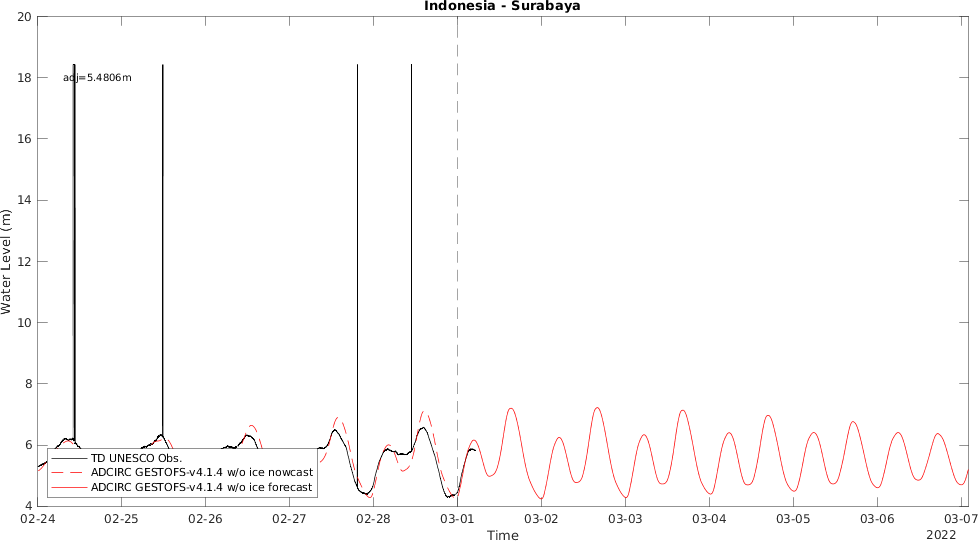 Indonesia - Surabaya
20
18
16
14
12
10
8
6
4
Water Level (m)
adj=5.4806m
TD UNESCO Obs.
ADCIRC GESTOFS-v4.1.4 w/o ice nowcast
ADCIRC GESTOFS-v4.1.4 w/o ice forecast
02-24 02-25 02-26 02-27 02-28 03-01 03-02 03-03 03-04 03-05 03-06 03-07
Time
2022